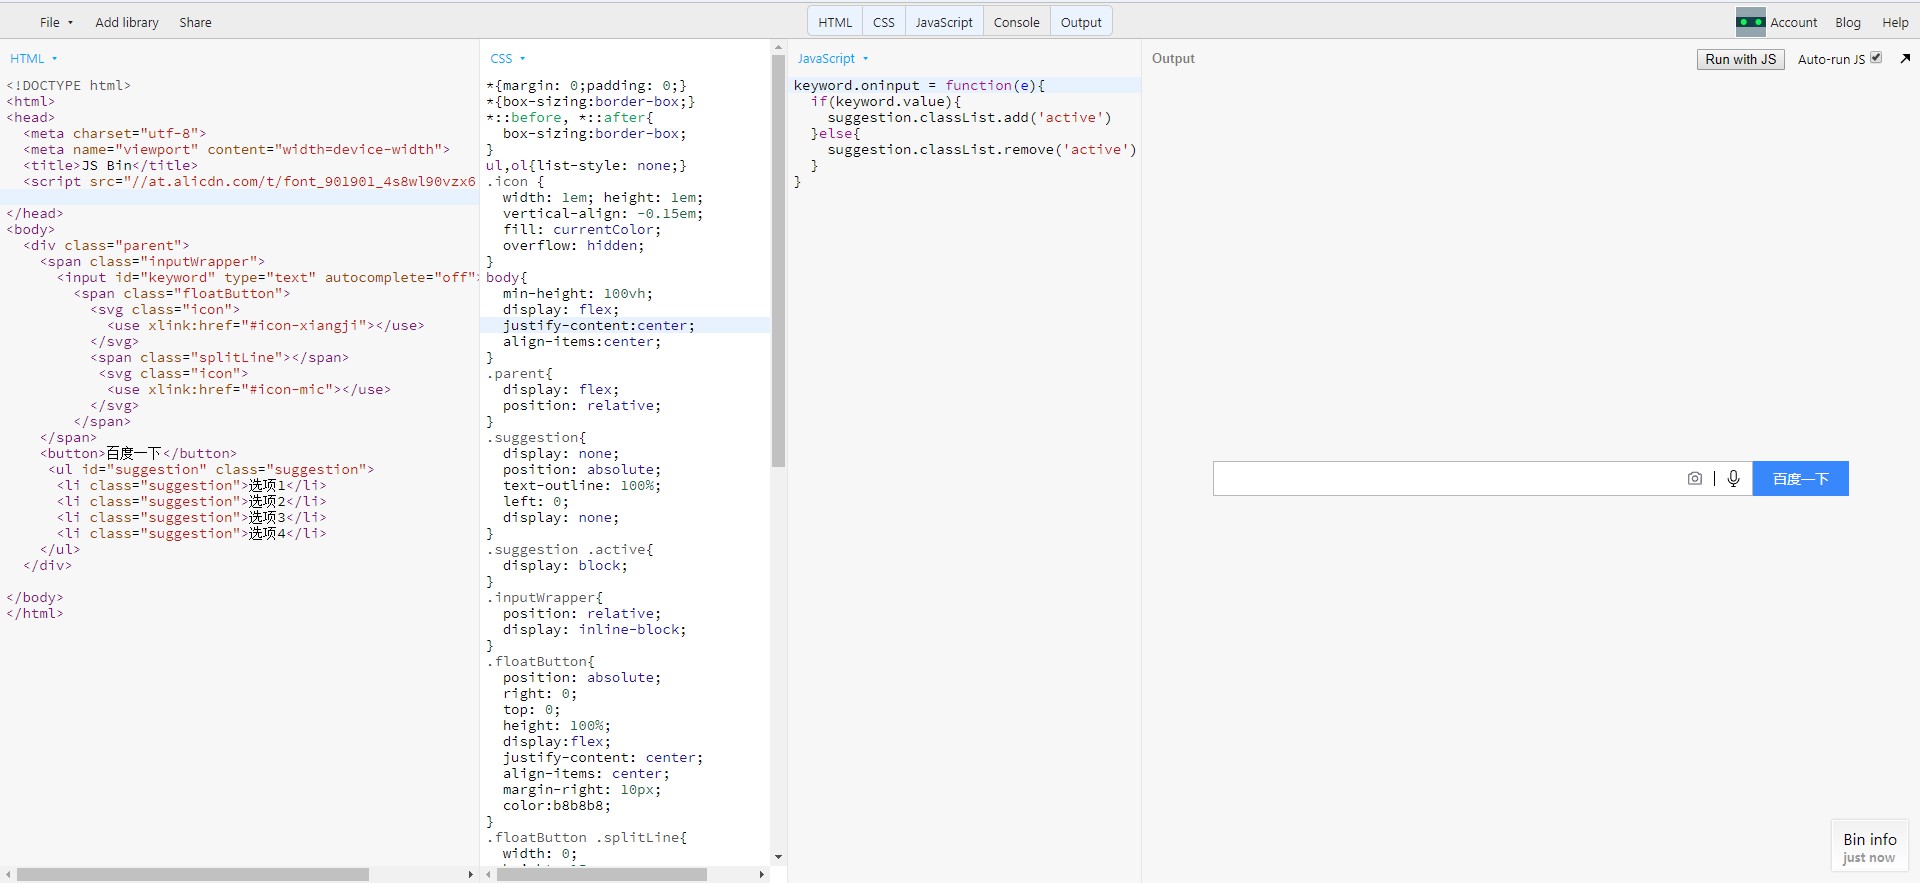 File ▾ Add library Share HTML CSS JavaScript Console Output Account Blog Help
HTML ▾
<!DOCTYPE html>
<html>
<head>
<meta charset="utf-8">
<meta name="viewport" content="width=device-width">
<title>JS Bin</title>
<script src="//at.alicdn.com/t/font_901901_4s8wl90vzx6
</head>
<body>
<div class="parent">
<span class="inputWrapper">
<input id="keyword" type="text" autocomplete="off"
<span class="floatButton">
<svg class="icon">
<use xlink:href="#icon-xiangji"></use>
</svg>
<span class="splitLine"></span>
<svg class="icon">
<use xlink:href="#icon-mic"></use>
</svg>
</span>
</span>
<button>百度一下</button>
<ul id="suggestion" class="suggestion">
<li class="suggestion">选项1</li>
<li class="suggestion">选项2</li>
<li class="suggestion">选项3</li>
<li class="suggestion">选项4</li>
</ul>
</div>
</body>
</html>
CSS ▾
*{margin: 0;padding: 0;}
*{box-sizing:border-box;}
*::before, *::after{
box-sizing:border-box;
}
ul,ol{list-style: none;}
.icon {
width: 1em; height: 1em;
vertical-align: -0.15em;
fill: currentColor;
overflow: hidden;
}
body{
min-height: 100vh;
display: flex;
justify-content:center;
align-items:center;
}
.parent{
display: flex;
position: relative;
}
.suggestion{
display: none;
position: absolute;
text-outline: 100%;
left: 0;
display: none;
}
.suggestion .active{
display: block;
}
.inputWrapper{
position: relative;
display: inline-block;
}
.floatButton{
position: absolute;
right: 0;
top: 0;
height: 100%;
display:flex;
justify-content: center;
align-items: center;
margin-right: 10px;
color:b8b8b8;
}
.floatButton .splitLine{
width: 0;
JavaScript ▾
keyword.oninput = function(e){
if(keyword.value){
suggestion.classList.add('active')
}else{
suggestion.classList.remove('active')
}
}
Output
Run with JS Auto-run JS
百度一下
Bin info
just now